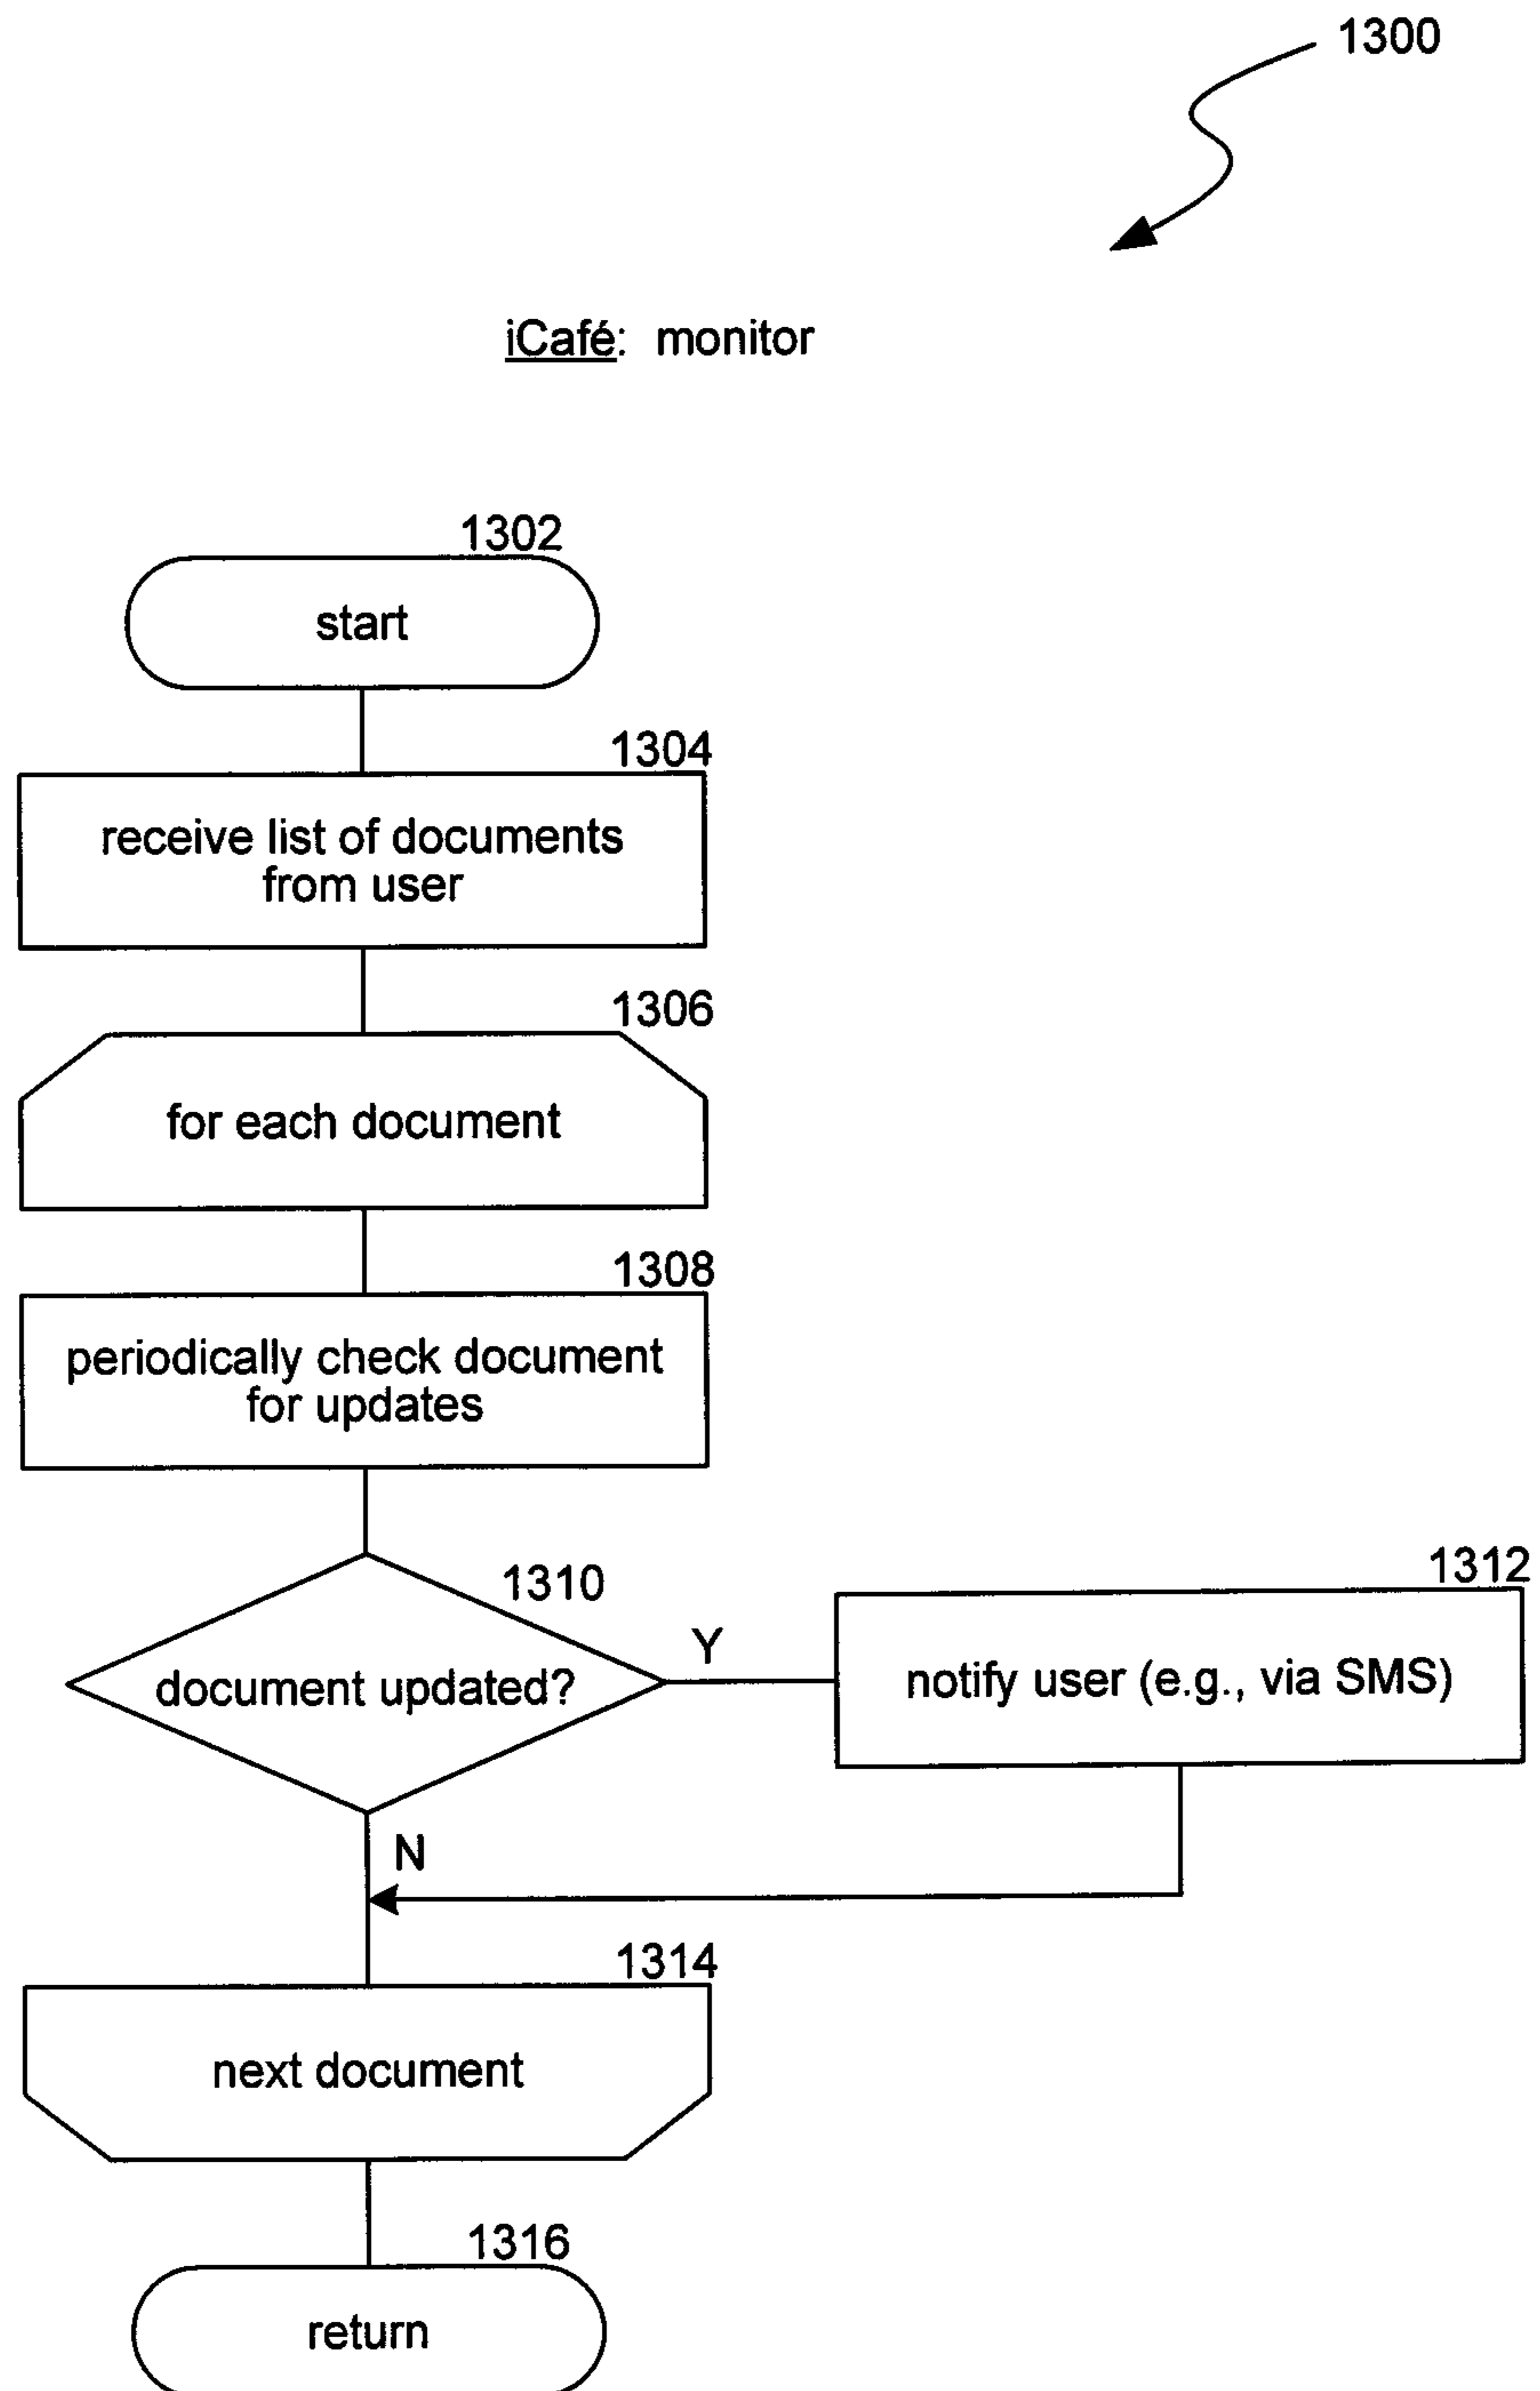 1300
iCafé: monitor
1302
start
1304
receive list of documents
from user
1306
for each document
1308
periodically check document
for updates
1310
document updated?
Y
1312
notify user (e.g., via SMS)
N
1314
next document
1316
return